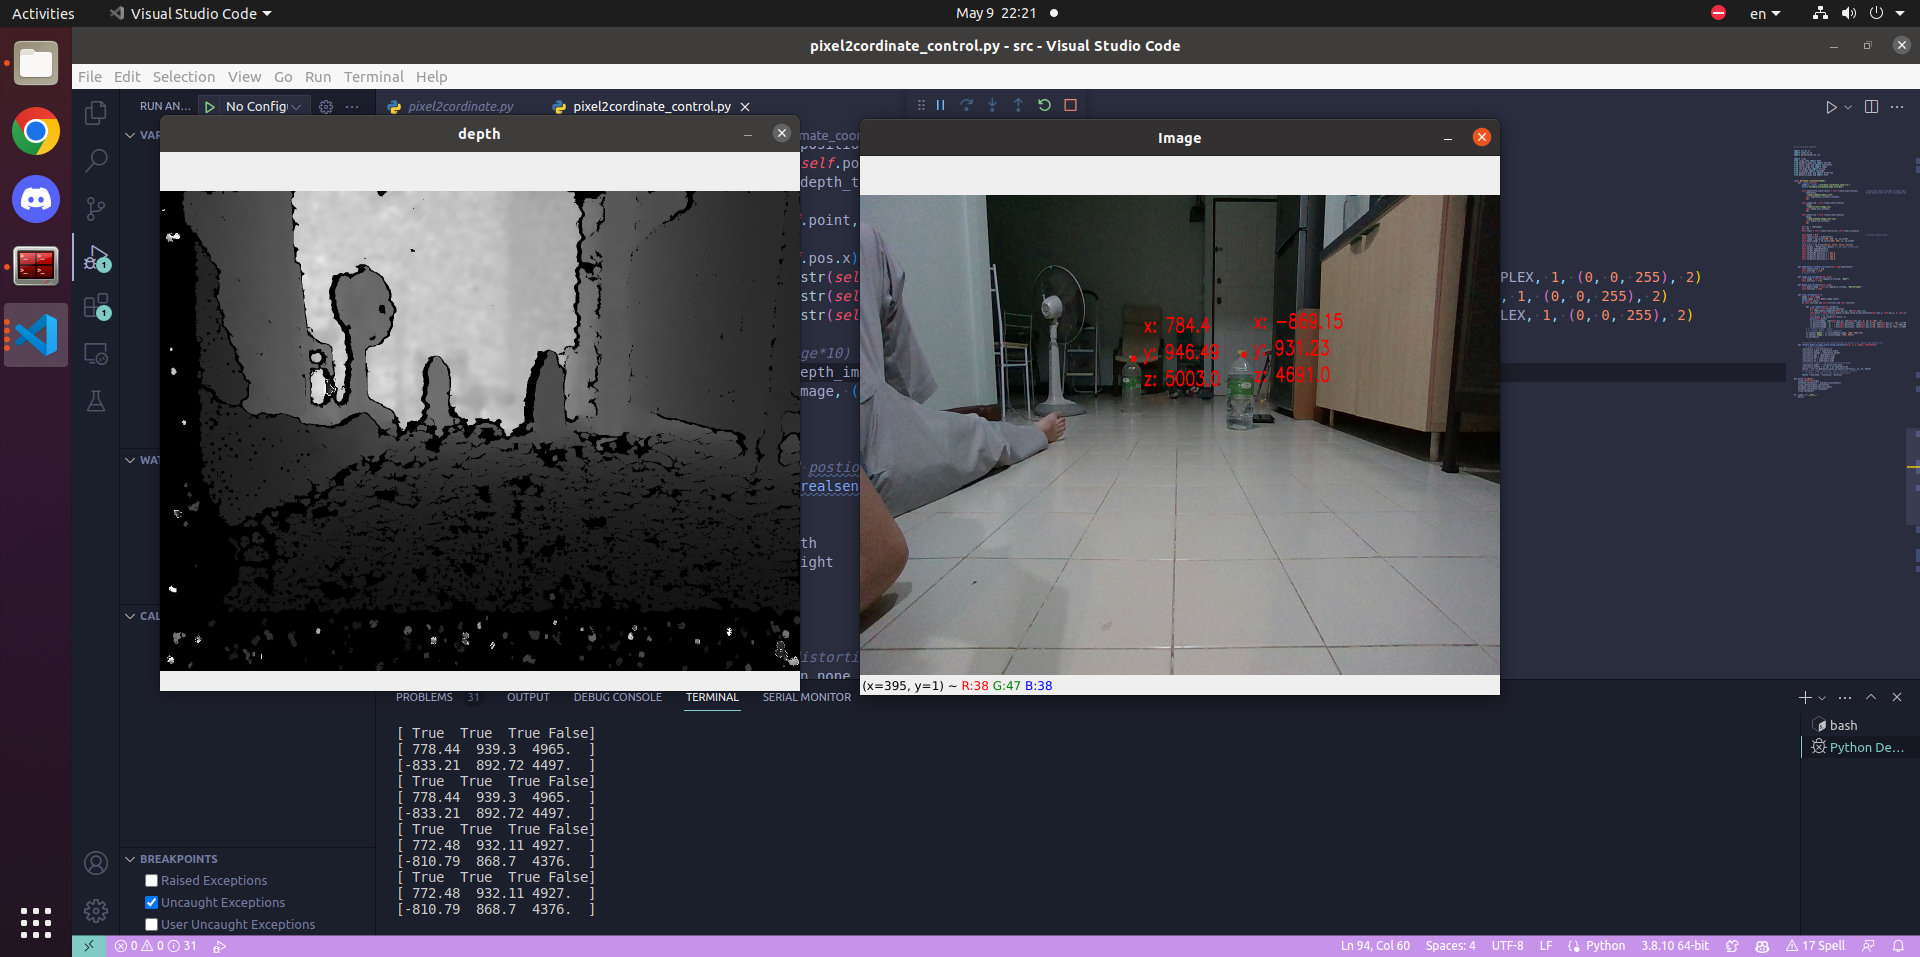 Activities
Visual Studio Code
May 9 22:21
en
pixel2cordinate_control.py - src - Visual Studio Code
File Edit Selection View Go Run Terminal Help
RUN AN...
No Config
pixel2cordinate.py
pixel2cordinate_control.py
VAR
depth
Image
self.po
depth_t
.point,
.pos.x)
str(sel
PLEX, 1, (0, 0, 255), 2)
str(sel
, 1, (0, 0, 255), 2)
str(sel
LEX, 1, (0, 0, 255), 2)
ge*10)
depth_im
mage, (
x: 784.4
y: 946.49
z: 5003.0
x: -869.15
y: 931.23
z: 4691.0
WAT
postio
realsen
th
ight
CAL
istorti
n none
(x=395, y=1) ~ R:38 G:47 B:38
PROBLEMS 31 OUTPUT DEBUG CONSOLE TERMINAL SERIAL MONITOR
bash
Python De...
[ True True True False]
[ 778.44 939.3 4965. ]
[-833.21 892.72 4497. ]
[ True True True False]
[ 778.44 939.3 4965. ]
[-833.21 892.72 4497. ]
[ True True True False]
[ 772.48 932.11 4927. ]
[-810.79 868.7 4376. ]
[ True True True False]
[ 772.48 932.11 4927. ]
[-810.79 868.7 4376. ]
BREAKPOINTS
Raised Exceptions
Uncaught Exceptions
User Uncaught Exceptions
0 0 31
Ln 94, Col 60 Spaces: 4 UTF-8 LF Python 3.8.10 64-bit 17 Spell